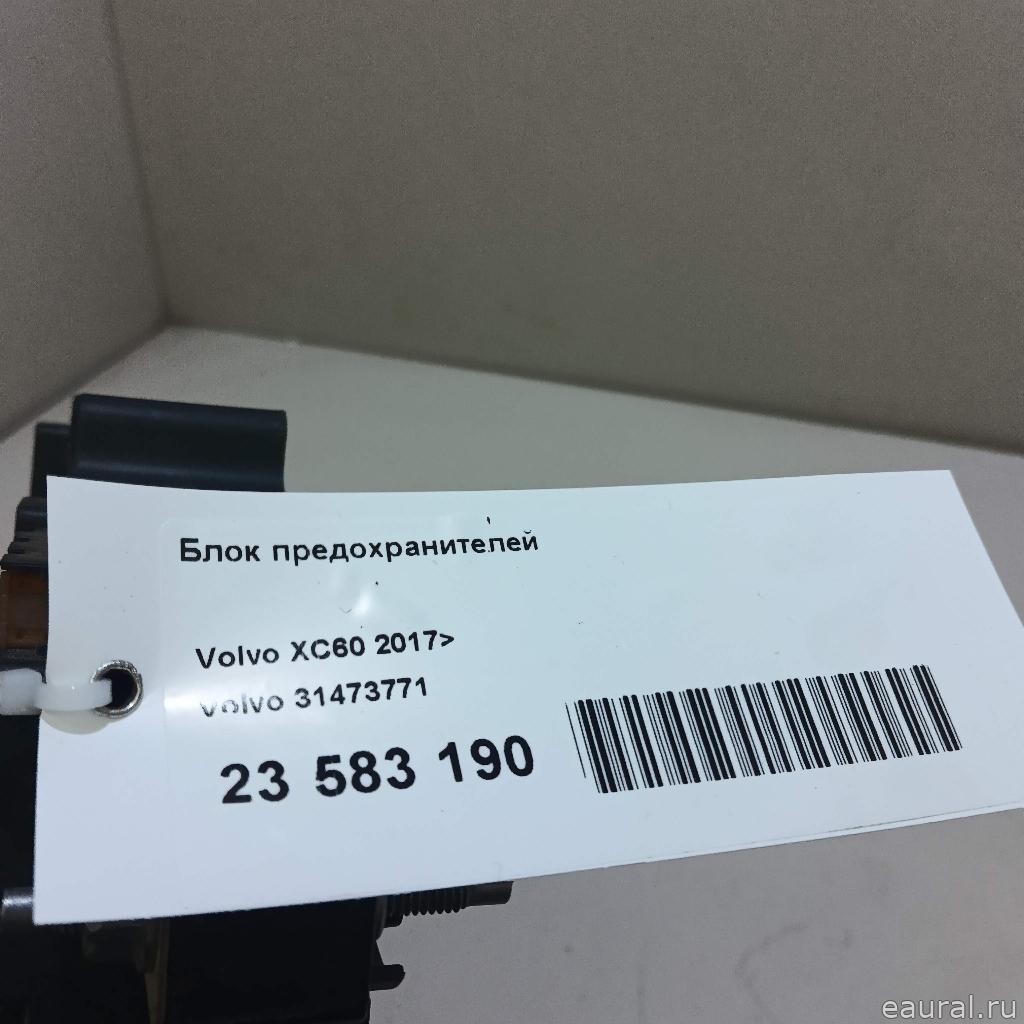 Блок предохранителей
Volvo XC60 2017>
Volvo 31473771
23 583 190
eaural.ru